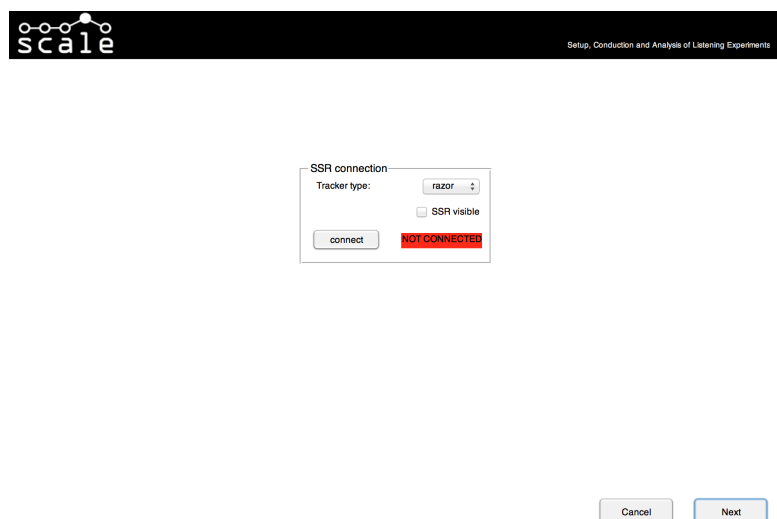 scale
Setup, Conduction and Analysis of Listening Experiments
SSR connection
Tracker type:
razor
SSR visible
connect
NOT CONNECTED
Cancel
Next